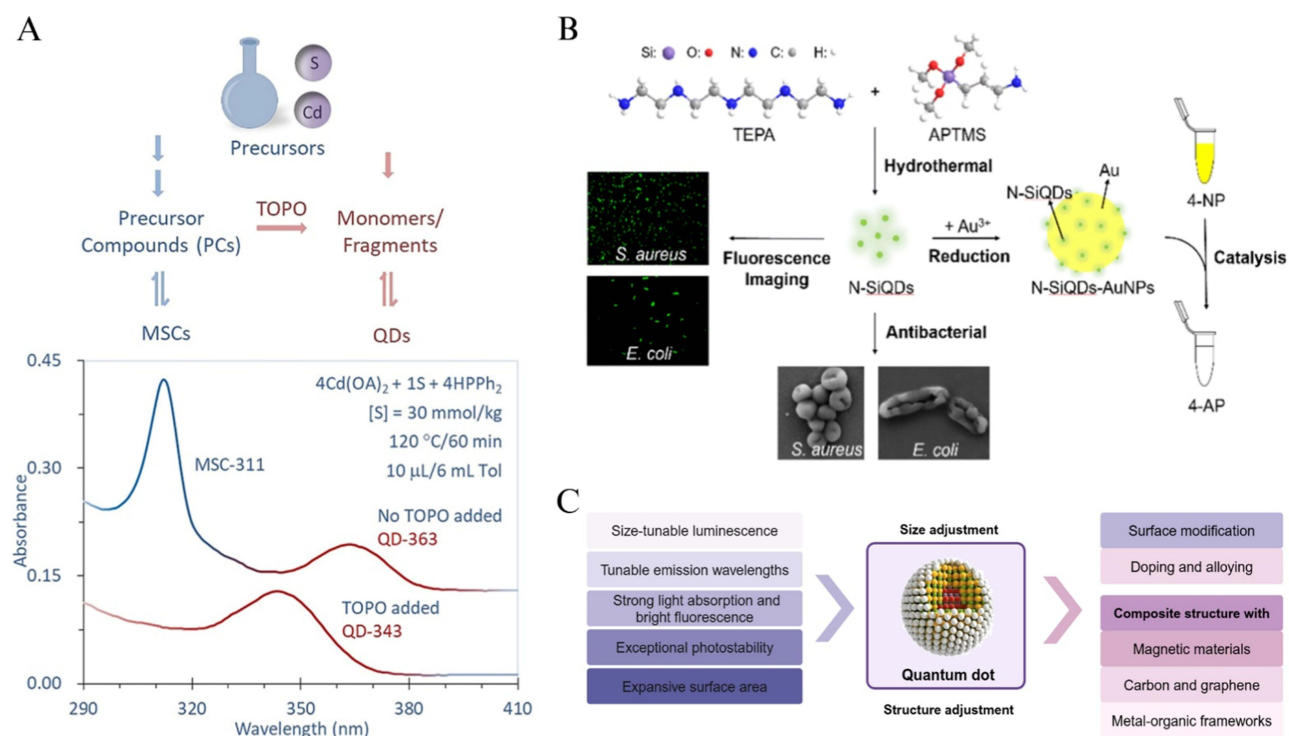 A
S
Cd
Precursors
Precursor
Compounds (PCs)
TOPO
Monomers/
Fragments
MSCs
QDs
0.45
0.30
0.15
0.00
Absorbance
4Cd(OA)₂ + 1S + 4HPPh₂
[S] = 30 mmol/kg
120 °C/60 min
10 µL/6 mL Tol
MSC-311
No TOPO added
QD-363
TOPO added
QD-343
290
320
350
380
410
Wavelength (nm)
B
Si: O: N: C: H:
TEPA
+
APTMS
Hydrothermal
S. aureus
E. coli
Fluorescence
Imaging
N-SiQDs
+ Au³⁺
Reduction
N-SiQDs
Au
N-SiQDs-AuNPs
4-NP
Catalysis
4-AP
Antibacterial
S. aureus
E. coli
C
Size-tunable luminescence
Tunable emission wavelengths
Strong light absorption and
bright fluorescence
Exceptional photostability
Expansive surface area
Size adjustment
Quantum dot
Structure adjustment
Surface modification
Doping and alloying
Composite structure with
Magnetic materials
Carbon and graphene
Metal-organic frameworks